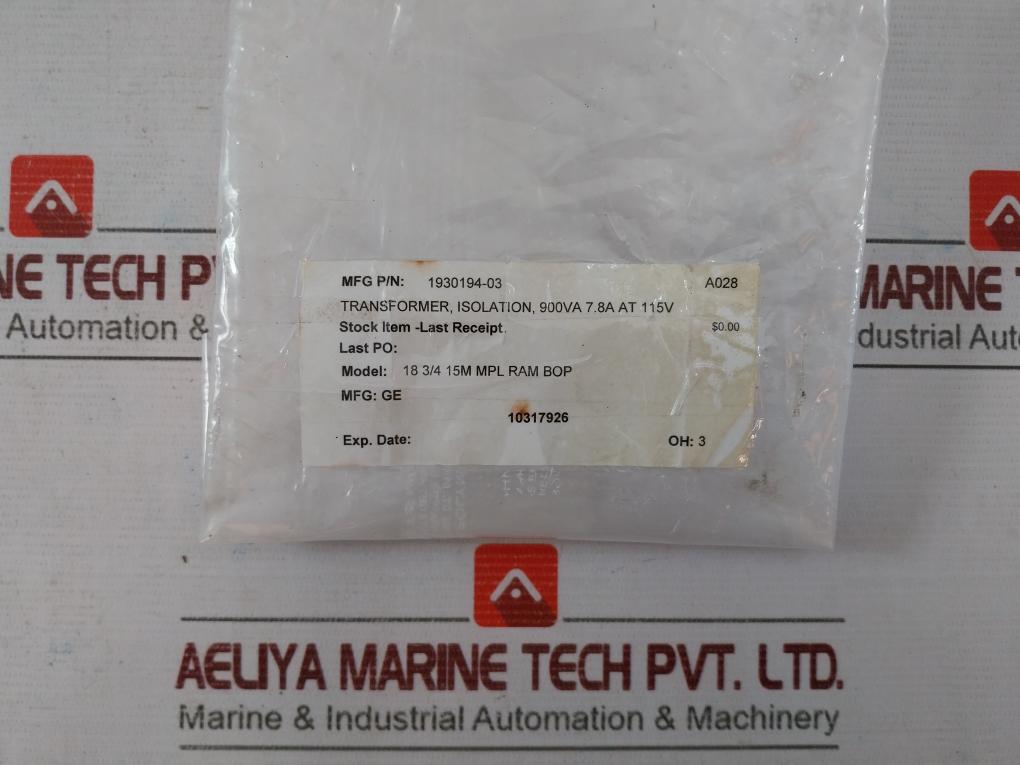 NE TECH PV
Automation &
MARINE
dustrial Aut
MFG P/N: 1930194-03 A028
TRANSFORMER, ISOLATION, 900VA 7.8A AT 115V
Stock Item -Last Receipt $0.00
Last PO:
Model: 18 3/4 15M MPL RAM BOP
MFG: GE
10317926
Exp. Date: OH: 3
AELIYA MARINE TECH PVT. LTD.
Marine & Industrial Automation & Machinery